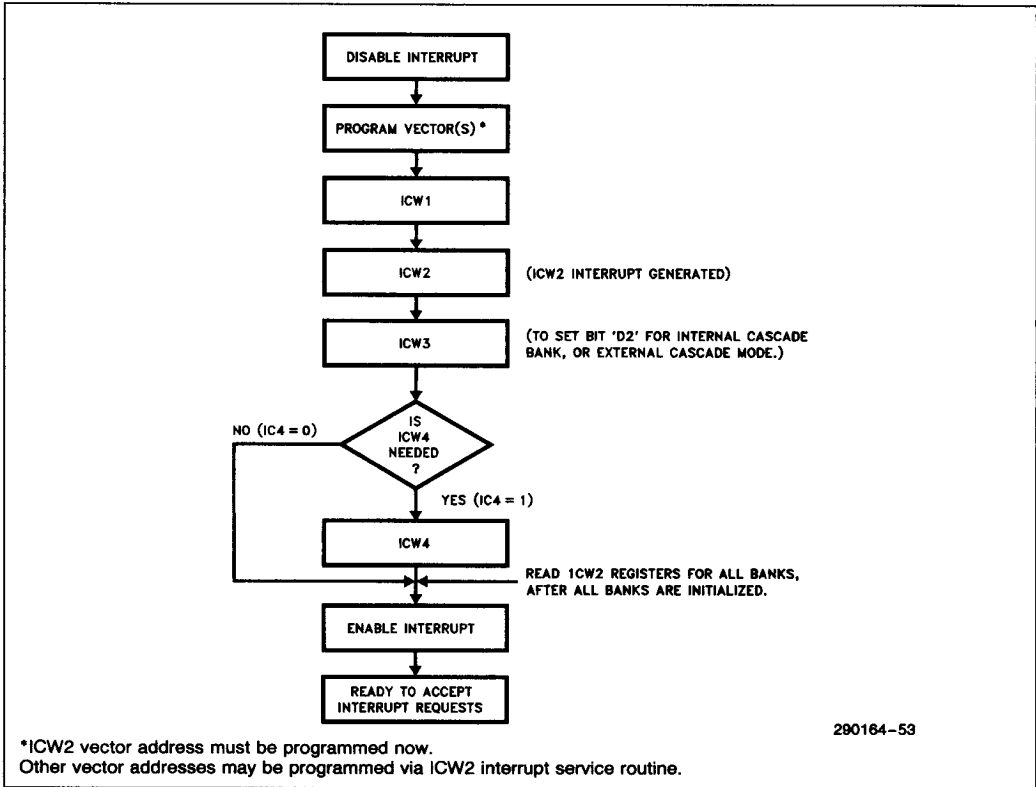 DISABLE INTERRUPT
PROGRAM VECTOR(S)*
ICW1
ICW2
(ICW2 INTERRUPT GENERATED)
ICW3
(TO SET BIT 'D2' FOR INTERNAL CASCADE
BANK, OR EXTERNAL CASCADE MODE.)
IS
ICW4
NEEDED
?
NO (IC4 = 0)
YES (IC4 = 1)
ICW4
READ 1CW2 REGISTERS FOR ALL BANKS,
AFTER ALL BANKS ARE INITIALIZED.
ENABLE INTERRUPT
READY TO ACCEPT
INTERRUPT REQUESTS
290164-53
*ICW2 vector address must be programmed now.
Other vector addresses may be programmed via ICW2 interrupt service routine.